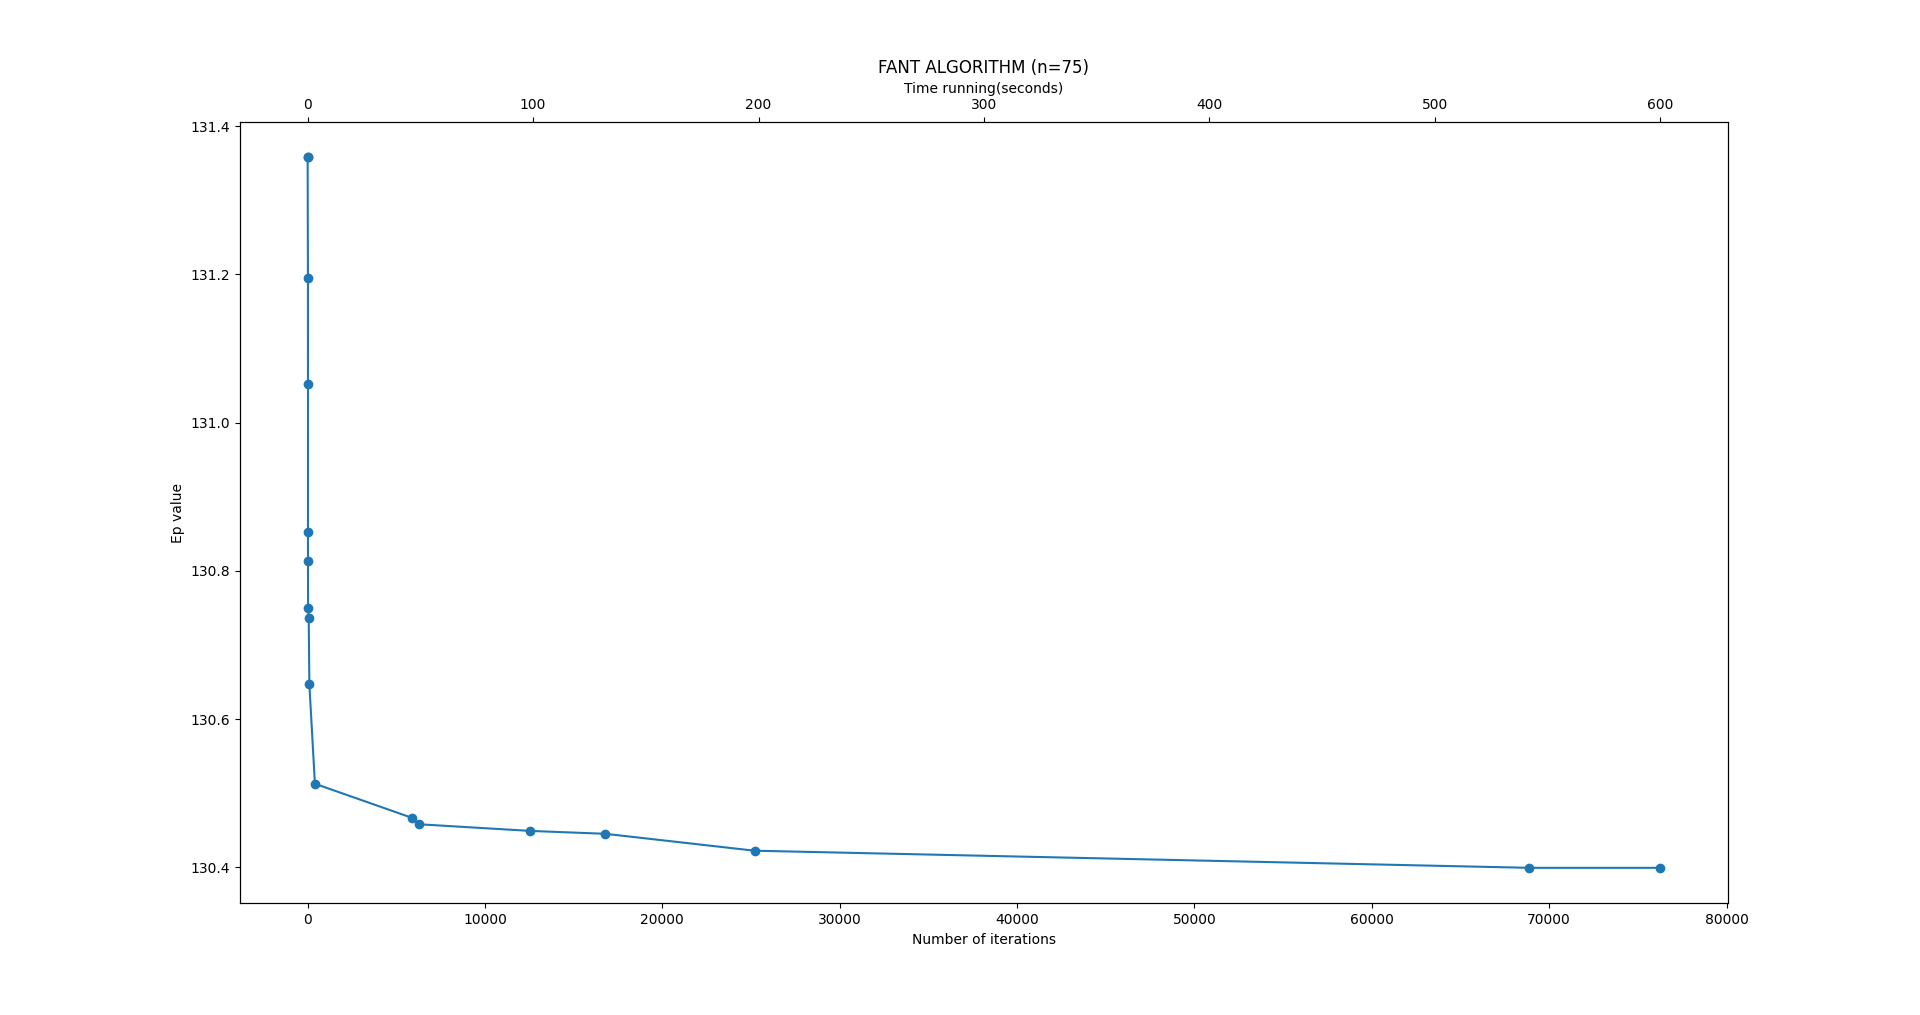 FANT ALGORITHM (n=75)
Time running(seconds)
0 100 200 300 400 500 600
131.4
131.2
131.0
130.8
130.6
130.4
Ep value
0 10000 20000 30000 40000 50000 60000 70000 80000
Number of iterations